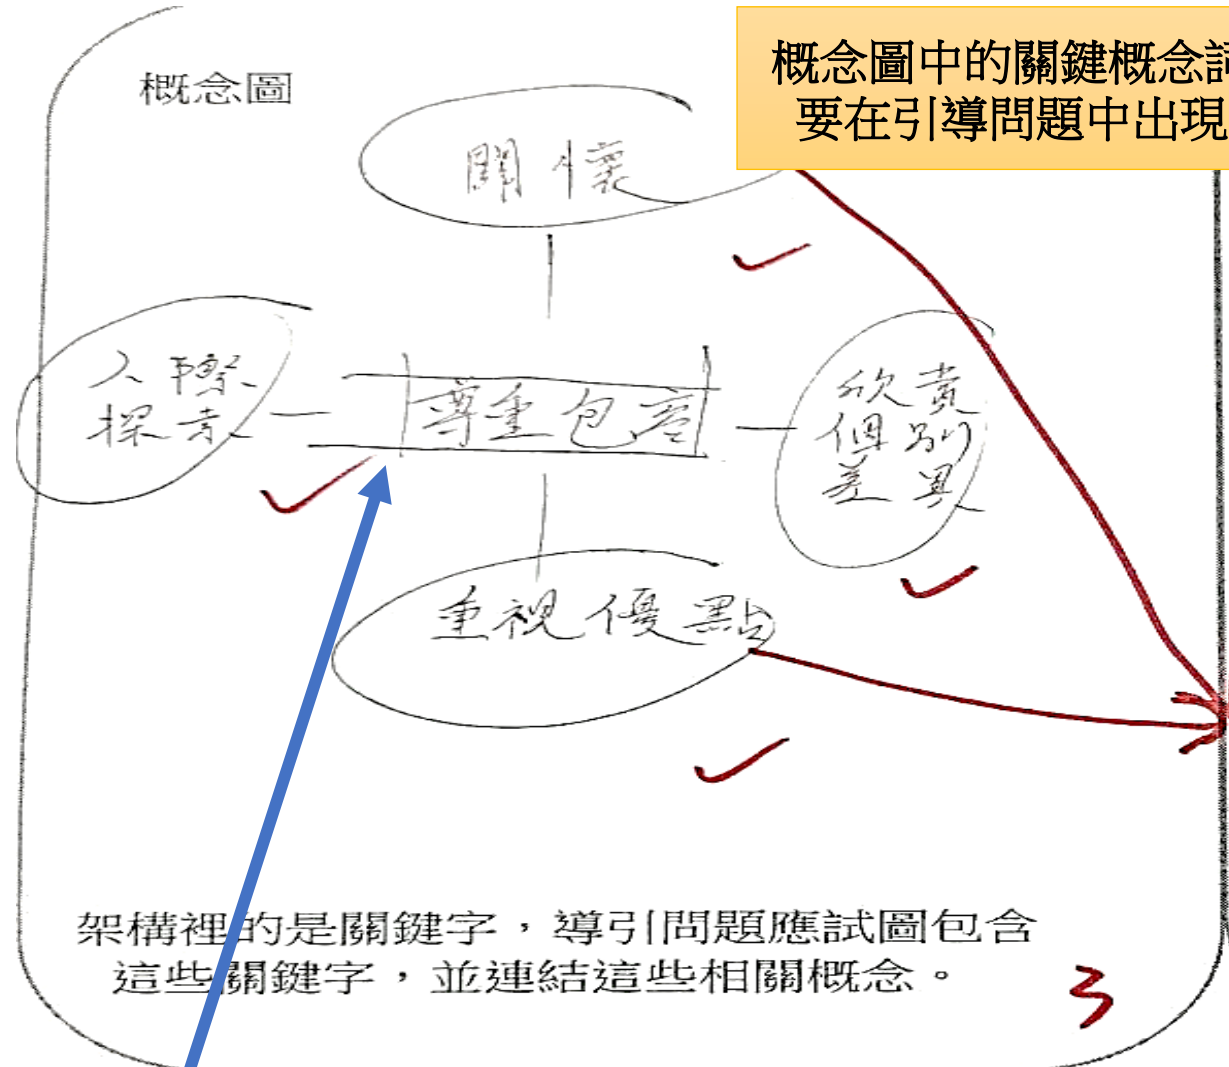 概念圖
概念圖中的關鍵概念詞
要在引導問題中出現
關懷
人際
探索
尊重包容
欣賞
個別
差異
重視優點
架構裡的是關鍵字，導引問題應試圖包含
這些關鍵字，並連結這些相關概念。
3